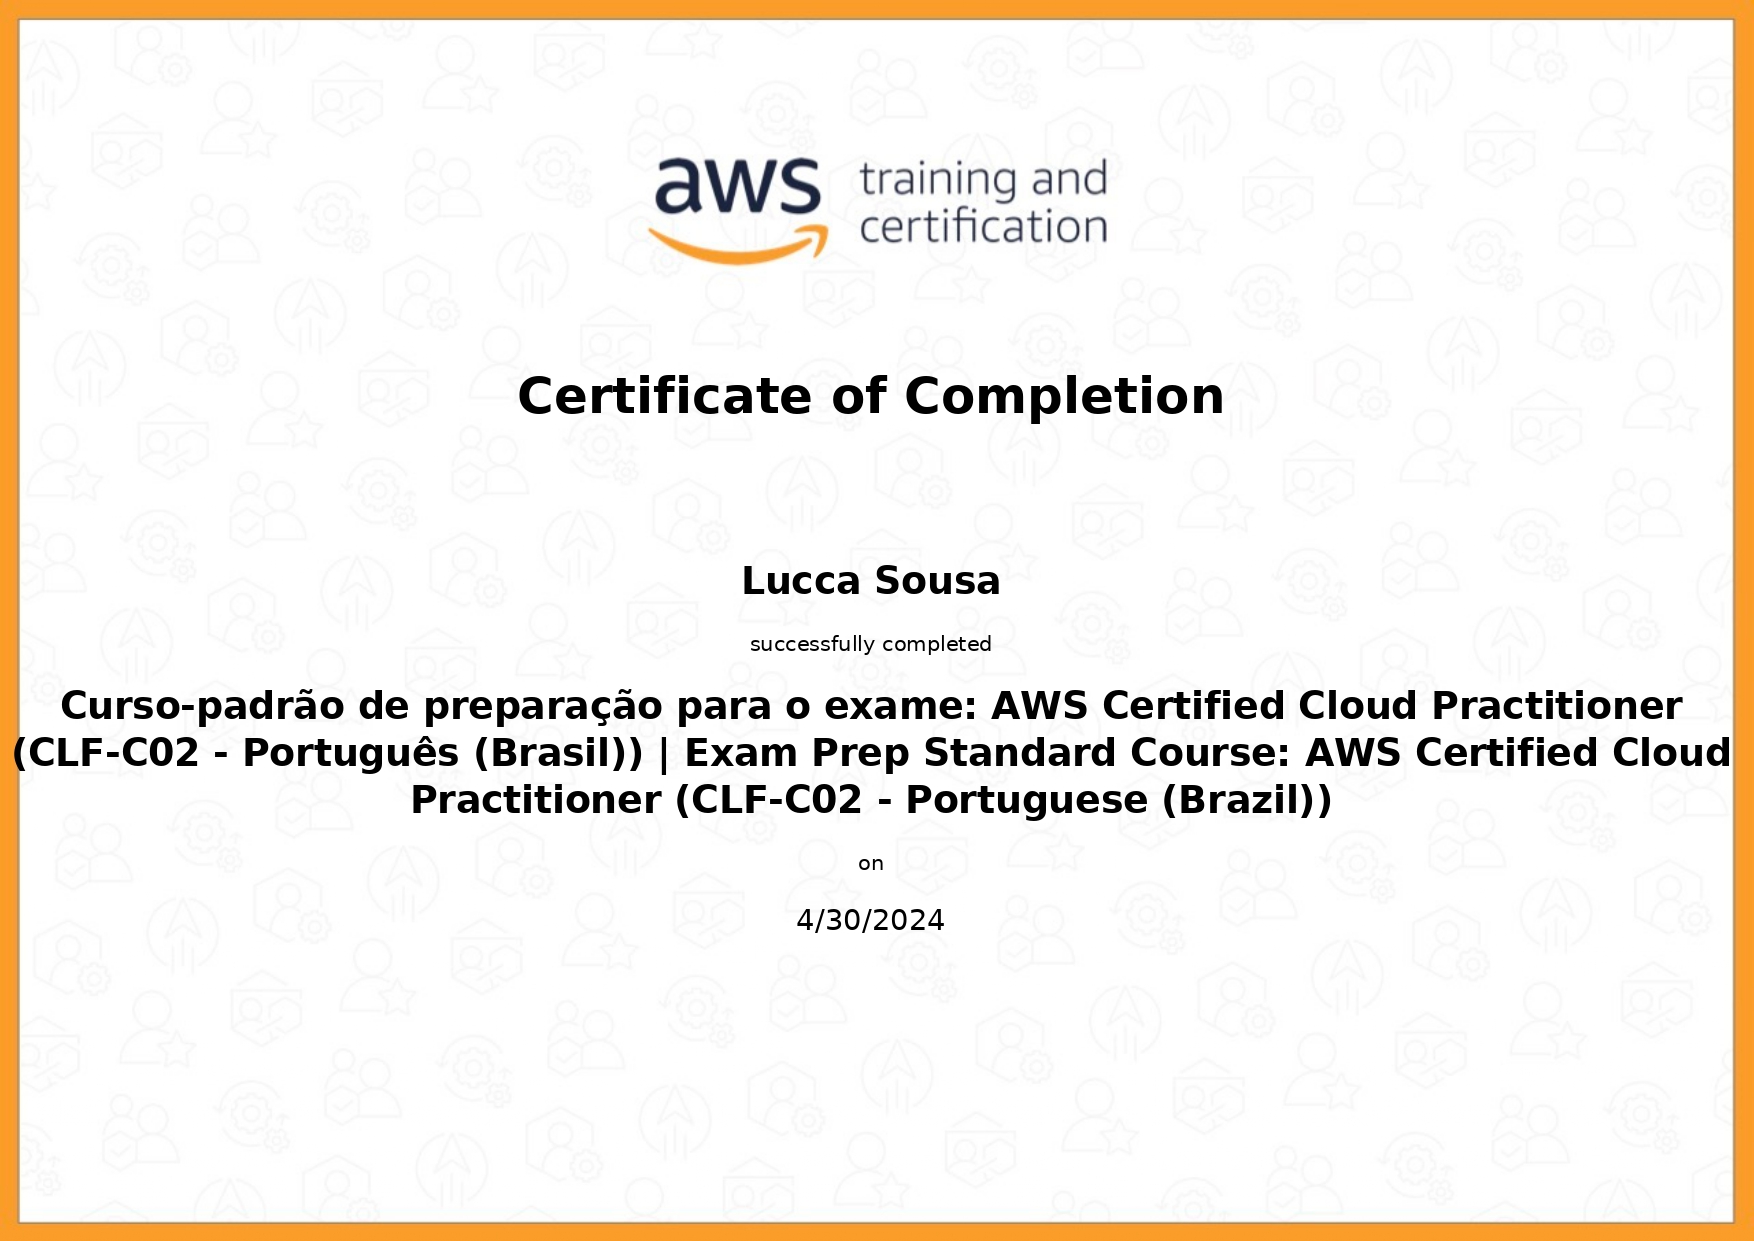 aws training and
certification
Certificate of Completion
Lucca Sousa
successfully completed
Curso-padrão de preparação para o exame: AWS Certified Cloud Practitioner
(CLF-C02 - Português (Brasil)) | Exam Prep Standard Course: AWS Certified Cloud
Practitioner (CLF-C02 - Portuguese (Brazil))
on
4/30/2024